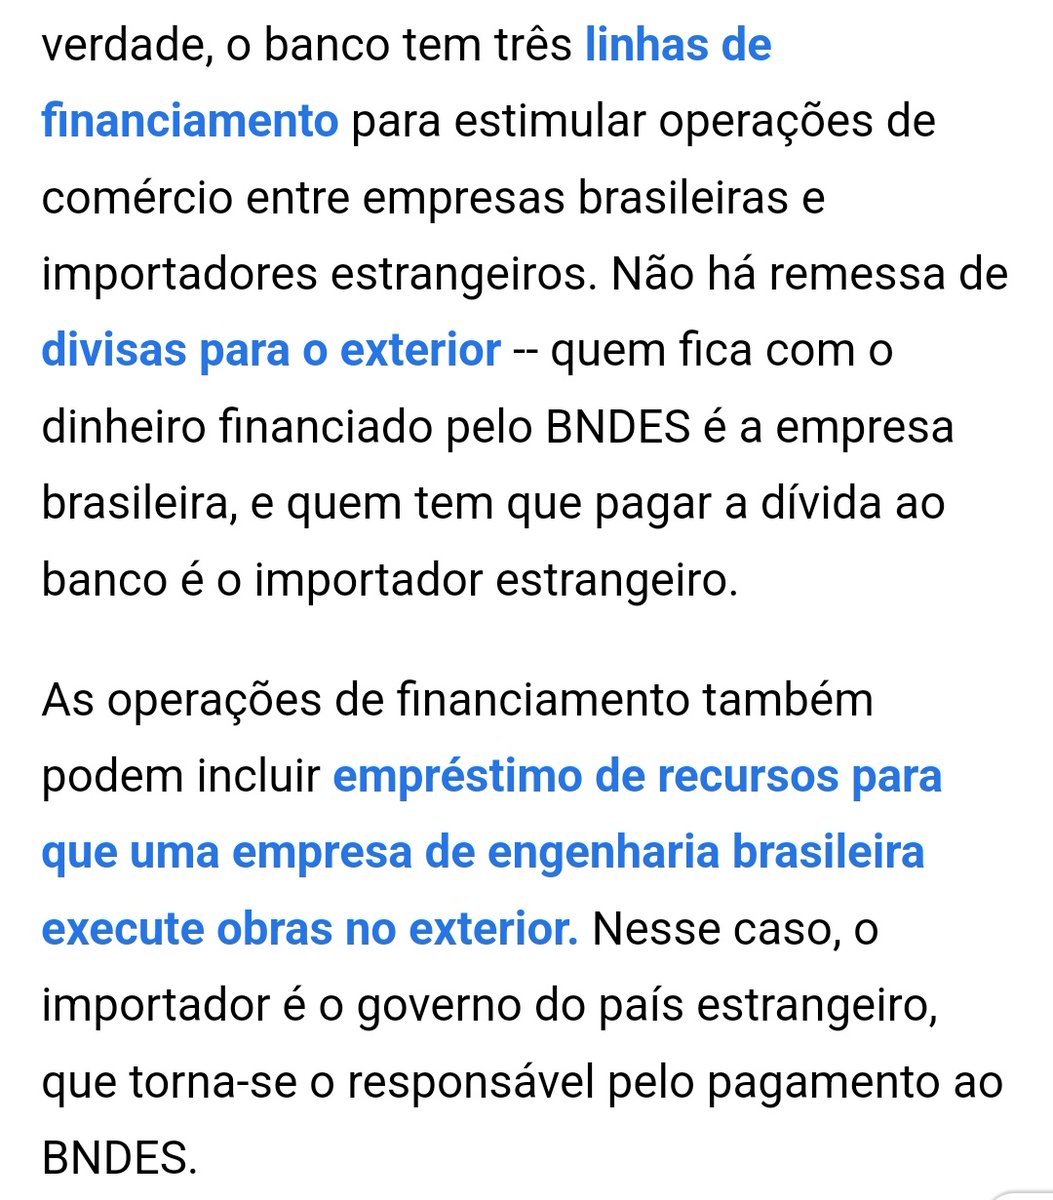 verdade, o banco tem três linhas de
financiamento para estimular operações de
comércio entre empresas brasileiras e
importadores estrangeiros. Não há remessa de
divisas para o exterior -- quem fica com o
dinheiro financiado pelo BNDES é a empresa
brasileira, e quem tem que pagar a dívida ao
banco é o importador estrangeiro.
As operações de financiamento também
podem incluir empréstimo de recursos para
que uma empresa de engenharia brasileira
execute obras no exterior. Nesse caso, o
importador é o governo do país estrangeiro,
que torna-se o responsável pelo pagamento ao
BNDES.